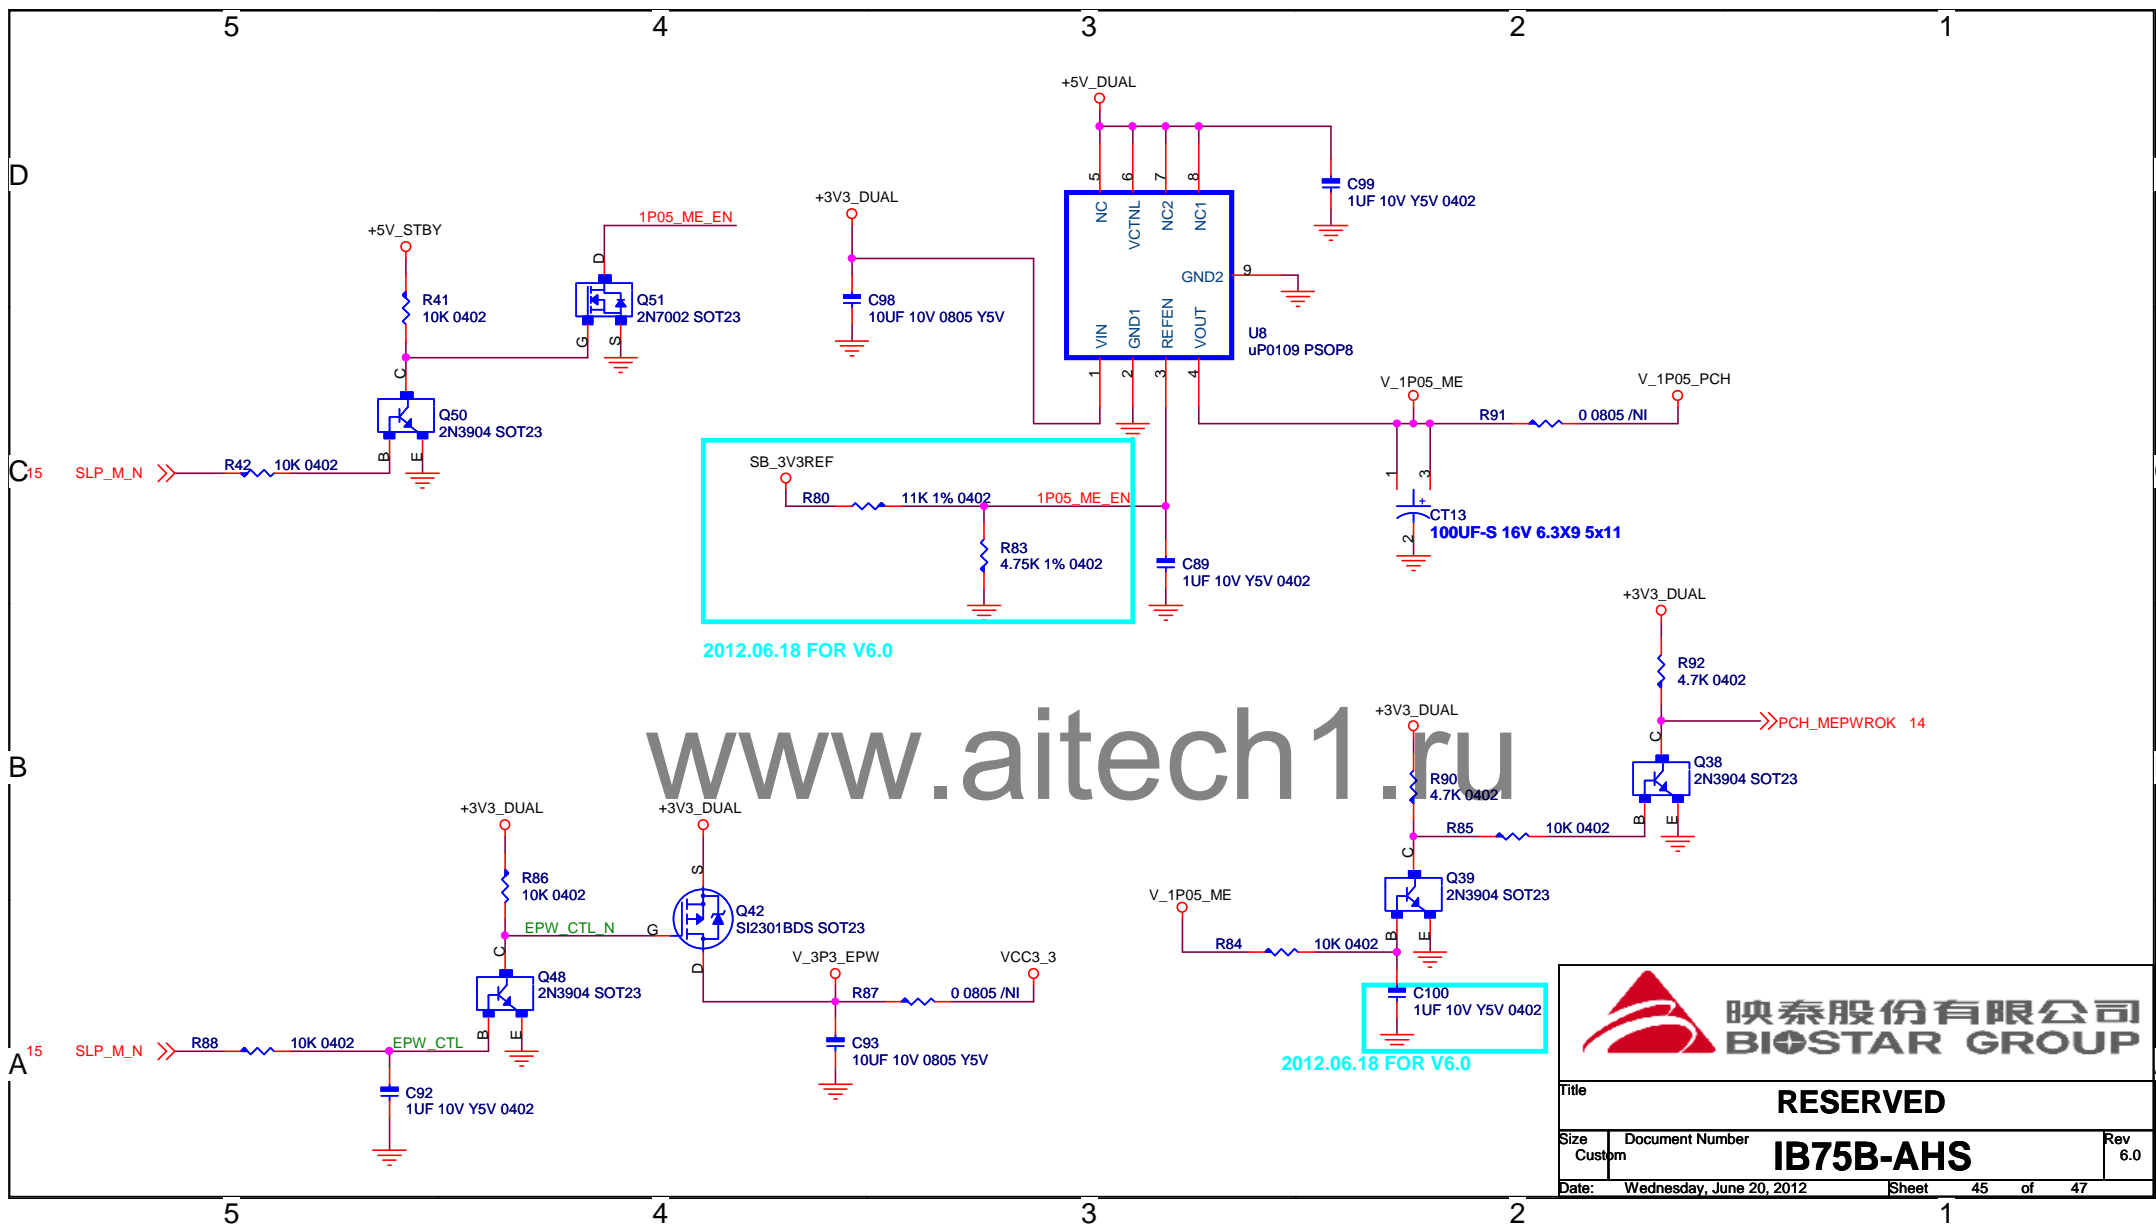 5 4 3 2 1
D
C
B
A
+5V_DUAL
5 6 7 8
NC VCTNL NC2 NC1
GND2 9
VIN GND1 REFEN VOUT
1 2 3 4
U8
uP0109 PSOP8
C99
1UF 10V Y5V 0402
+3V3_DUAL
C98
10UF 10V 0805 Y5V
+5V_STBY
R41
10K 0402
1P05_ME_EN
D
G
S
Q51
2N7002 SOT23
C
B
E
Q50
2N3904 SOT23
15 SLP_M_N
R42 10K 0402
SB_3V3REF
R80 11K 1% 0402
1P05_ME_EN
R83
4.75K 1% 0402
C89
1UF 10V Y5V 0402
2012.06.18 FOR V6.0
V_1P05_ME
V_1P05_PCH
R91 0 0805 /NI
1 3
+
2
CT13
100UF-S 16V 6.3X9 5x11
+3V3_DUAL
R92
4.7K 0402
PCH_MEPWROK 14
C
B
E
Q38
2N3904 SOT23
www.aitech1.ru
+3V3_DUAL
R90
4.7K 0402
R85 10K 0402
C
B
E
Q39
2N3904 SOT23
V_1P05_ME
R84 10K 0402
C100
1UF 10V Y5V 0402
2012.06.18 FOR V6.0
+3V3_DUAL
R86
10K 0402
EPW_CTL_N
+3V3_DUAL
S
G
D
Q42
SI2301BDS SOT23
C
B
E
Q48
2N3904 SOT23
V_3P3_EPW
VCC3_3
R87 0 0805 /NI
C93
10UF 10V 0805 Y5V
15 SLP_M_N
R88 10K 0402
EPW_CTL
C92
1UF 10V Y5V 0402
映泰股份有限公司
BIOSTAR GROUP
Title
RESERVED
Size Document Number Rev
Custom IB75B-AHS 6.0
Date: Wednesday, June 20, 2012 Sheet 45 of 47
5 4 3 2 1